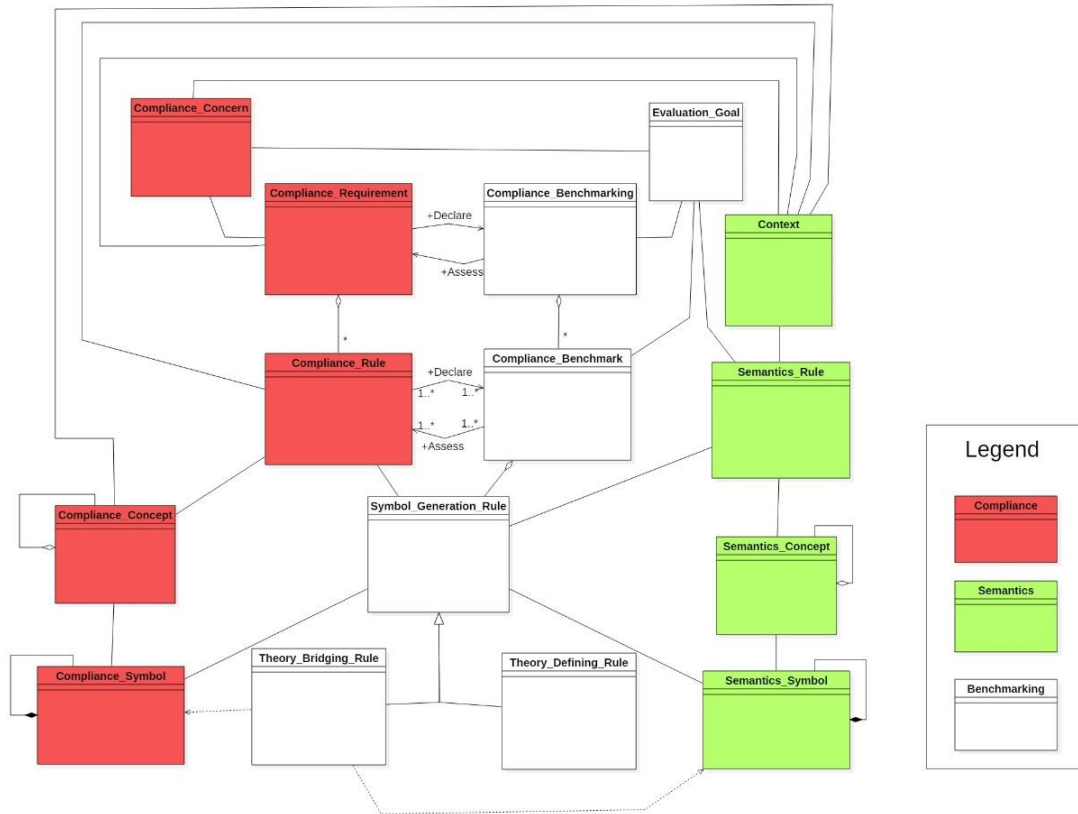 Compliance_Concern
Evaluation_Goal
Compliance_Requirement
Compliance_Benchmarking
+Declare
+Assess
Context
*
*
Compliance_Rule
Compliance_Benchmark
+Declare
1..*
1..*
1..*
1..*
+Assess
Semantics_Rule
Legend
Compliance
Symbol_Generation_Rule
Compliance_Concept
Semantics_Concept
Semantics
Theory_Bridging_Rule
Theory_Defining_Rule
Compliance_Symbol
Semantics_Symbol
Benchmarking